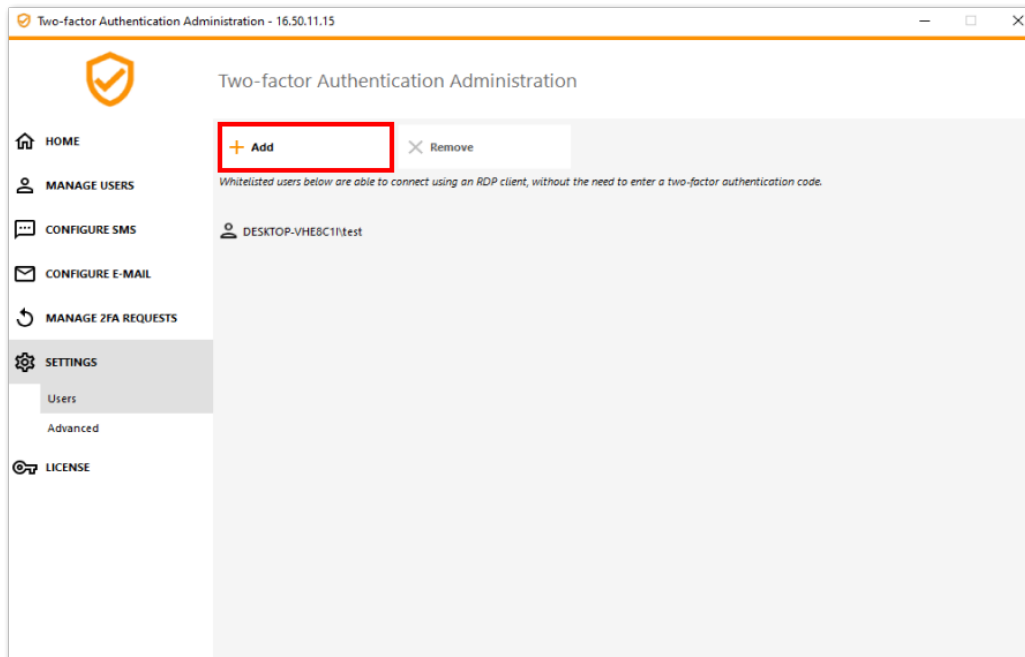 Two-factor Authentication Administration - 16.50.11.15
Two-factor Authentication Administration
HOME
MANAGE USERS
CONFIGURE SMS
CONFIGURE E-MAIL
MANAGE 2FA REQUESTS
SETTINGS
Users
Advanced
LICENSE
Add
Remove
Whitelisted users below are able to connect using an RDP client, without the need to enter a two-factor authentication code.
DESKTOP-VHE8C1I\test